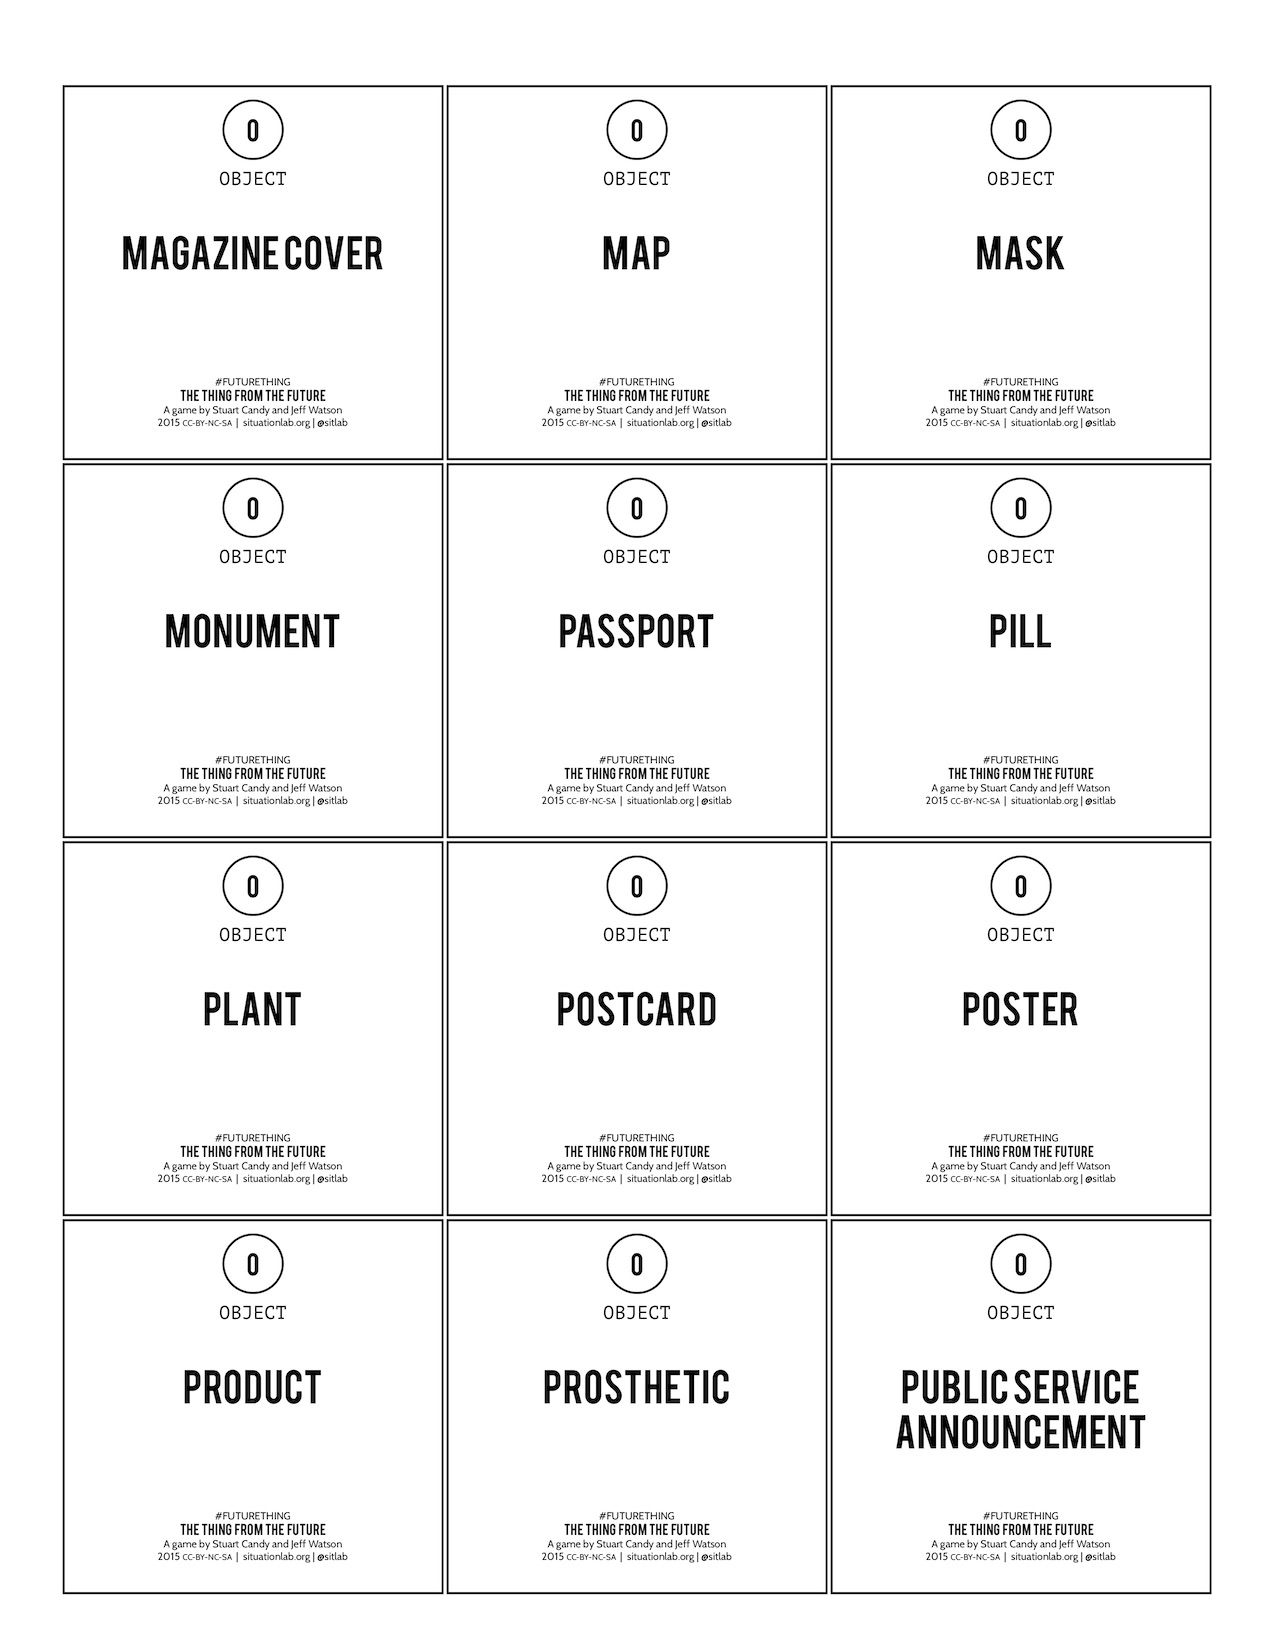 O
OBJECT
MAGAZINE COVER
#FUTURETHING
THE THING FROM THE FUTURE
A game by Stuart Candy and Jeff Watson
2015 CC-BY-NC-SA | situationlab.org | @sitlab
O
OBJECT
MAP
#FUTURETHING
THE THING FROM THE FUTURE
A game by Stuart Candy and Jeff Watson
2015 CC-BY-NC-SA | situationlab.org | @sitlab
O
OBJECT
MASK
#FUTURETHING
THE THING FROM THE FUTURE
A game by Stuart Candy and Jeff Watson
2015 CC-BY-NC-SA | situationlab.org | @sitlab
O
OBJECT
MONUMENT
#FUTURETHING
THE THING FROM THE FUTURE
A game by Stuart Candy and Jeff Watson
2015 CC-BY-NC-SA | situationlab.org | @sitlab
O
OBJECT
PASSPORT
#FUTURETHING
THE THING FROM THE FUTURE
A game by Stuart Candy and Jeff Watson
2015 CC-BY-NC-SA | situationlab.org | @sitlab
O
OBJECT
PILL
#FUTURETHING
THE THING FROM THE FUTURE
A game by Stuart Candy and Jeff Watson
2015 CC-BY-NC-SA | situationlab.org | @sitlab
O
OBJECT
PLANT
#FUTURETHING
THE THING FROM THE FUTURE
A game by Stuart Candy and Jeff Watson
2015 CC-BY-NC-SA | situationlab.org | @sitlab
O
OBJECT
POSTCARD
#FUTURETHING
THE THING FROM THE FUTURE
A game by Stuart Candy and Jeff Watson
2015 CC-BY-NC-SA | situationlab.org | @sitlab
O
OBJECT
POSTER
#FUTURETHING
THE THING FROM THE FUTURE
A game by Stuart Candy and Jeff Watson
2015 CC-BY-NC-SA | situationlab.org | @sitlab
O
OBJECT
PRODUCT
#FUTURETHING
THE THING FROM THE FUTURE
A game by Stuart Candy and Jeff Watson
2015 CC-BY-NC-SA | situationlab.org | @sitlab
O
OBJECT
PROSTHETIC
#FUTURETHING
THE THING FROM THE FUTURE
A game by Stuart Candy and Jeff Watson
2015 CC-BY-NC-SA | situationlab.org | @sitlab
O
OBJECT
PUBLIC SERVICE
ANNOUNCEMENT
#FUTURETHING
THE THING FROM THE FUTURE
A game by Stuart Candy and Jeff Watson
2015 CC-BY-NC-SA | situationlab.org | @sitlab